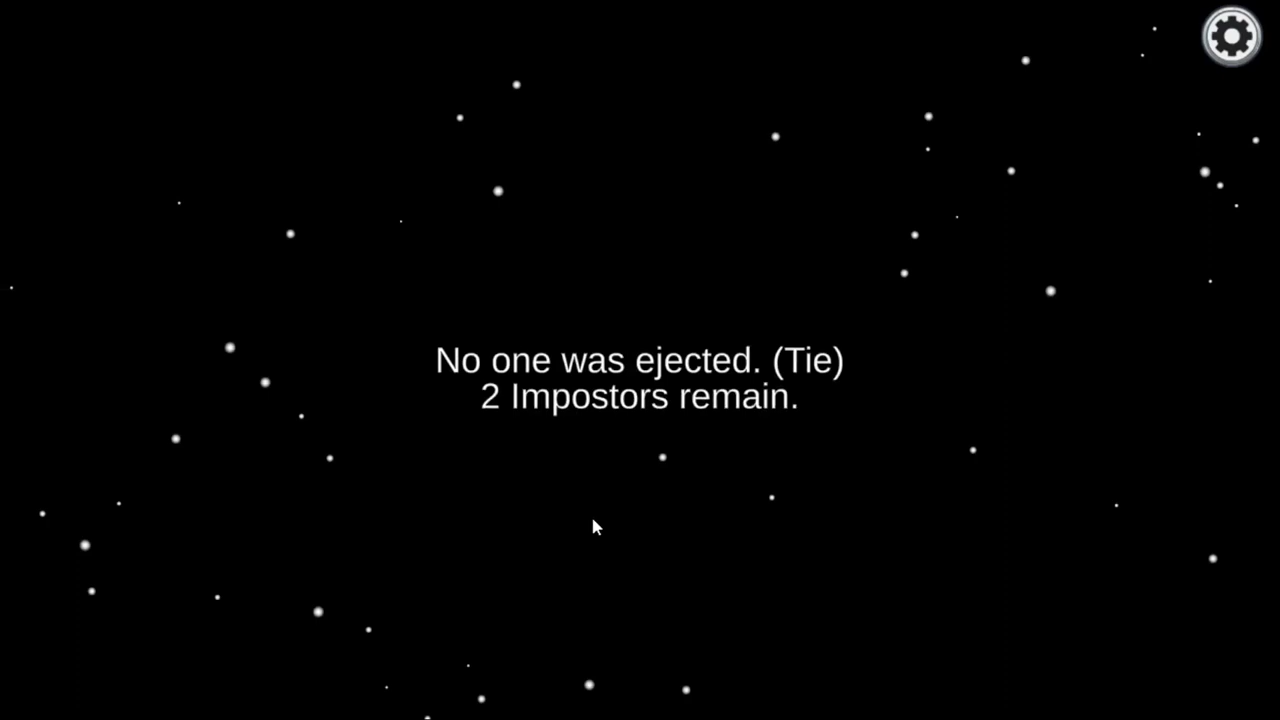 No one was ejected. (Tie)
2 Impostors remain.